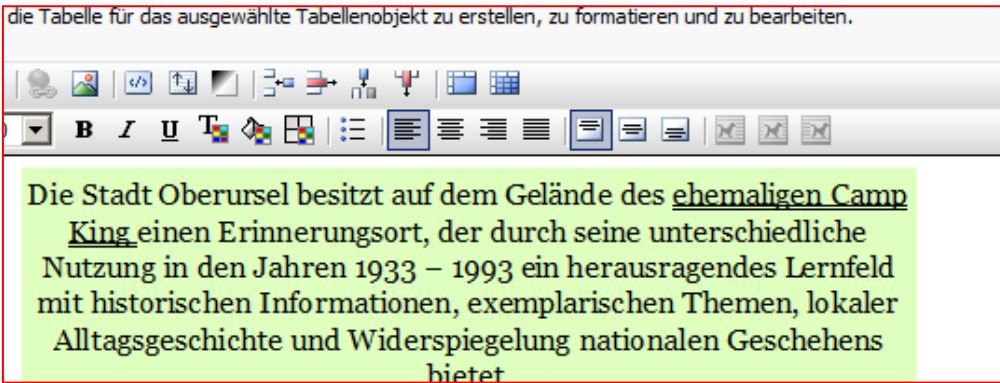 die Tabelle für das ausgewählte Tabellenobjekt zu erstellen, zu formatieren und zu bearbeiten.
B I U T
Die Stadt Oberursel besitzt auf dem Gelände des ehemaligen Camp
King einen Erinnerungsort, der durch seine unterschiedliche
Nutzung in den Jahren 1933 – 1993 ein herausragendes Lernfeld
mit historischen Informationen, exemplarischen Themen, lokaler
Alltagsgeschichte und Widerspiegelung nationalen Geschehens
bietet